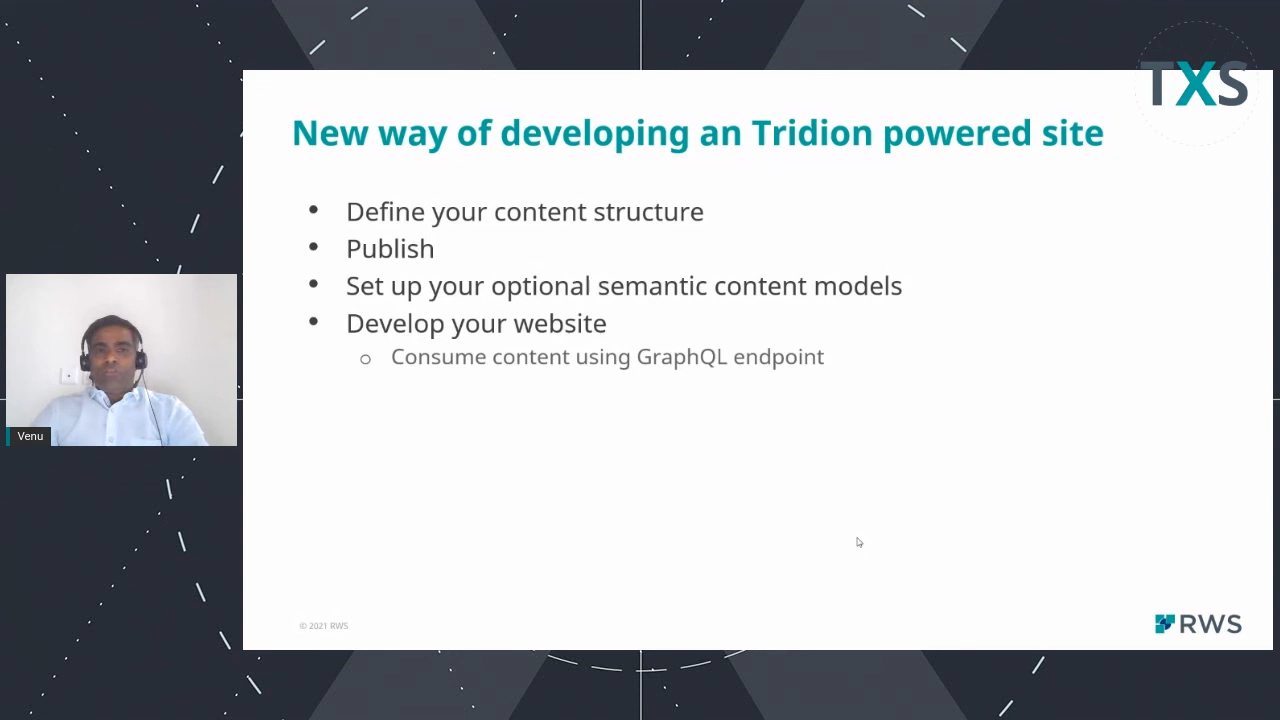 TXS
New way of developing an Tridion powered site
• Define your content structure
• Publish
• Set up your optional semantic content models
• Develop your website
o Consume content using GraphQL endpoint
Venu
© 2021 RWS
RWS